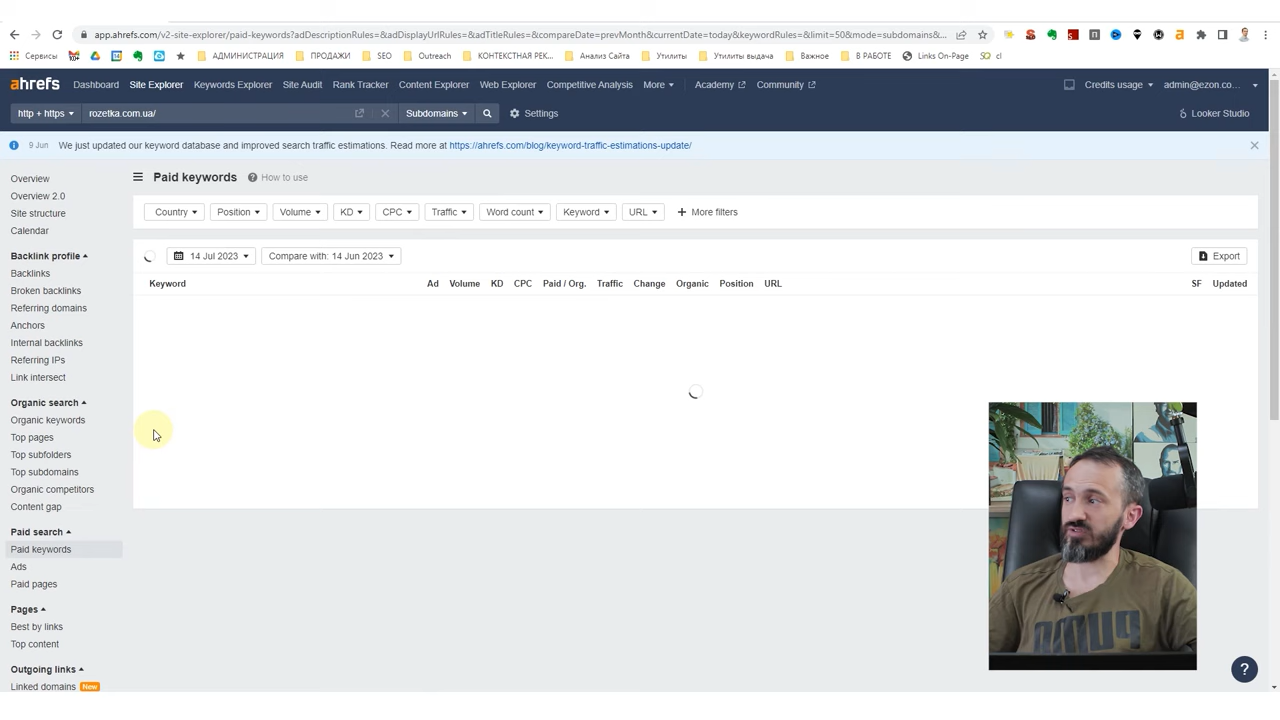 app.ahrefs.com/v2-site-explorer/paid-keywords?adDescriptionRules=&adDisplayUrlRules=&adTitleRules=&compareDate=prevMonth&currentDate=today&keywordRules=&limit=50&mode=subdomains&...
Сервисы АДМИНИСТРАЦИЯ ПРОДАЖИ SEO Outreach КОНТЕКСТНАЯ РЕК... Анализ Сайта Утилиты Утилиты выдача Важное В РАБОТЕ Links On-Page cl
ahrefs Dashboard Site Explorer Keywords Explorer Site Audit Rank Tracker Content Explorer Web Explorer Competitive Analysis More Academy Community Credits usage admin@ezon.co...
http + https rozetka.com.ua/ Subdomains Settings Looker Studio
9 Jun We just updated our keyword database and improved search traffic estimations. Read more at https://ahrefs.com/blog/keyword-traffic-estimations-update/
Paid keywords ? How to use
Country Position Volume KD CPC Traffic Word count Keyword URL + More filters
14 Jul 2023 Compare with: 14 Jun 2023 Export
Keyword Ad Volume KD CPC Paid / Org. Traffic Change Organic Position URL SF Updated
Overview
Overview 2.0
Site structure
Calendar
Backlink profile
Backlinks
Broken backlinks
Referring domains
Anchors
Internal backlinks
Referring IPs
Link intersect
Organic search
Organic keywords
Top pages
Top subfolders
Top subdomains
Organic competitors
Content gap
Paid search
Paid keywords
Ads
Paid pages
Pages
Best by links
Top content
Outgoing links
Linked domains New
PUMA
?